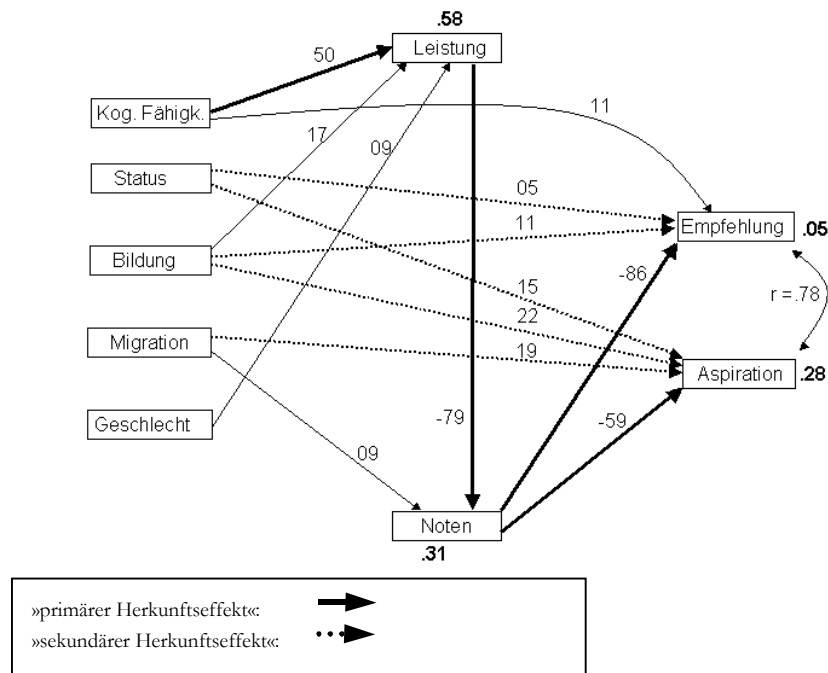 .58
Leistung
50
Kog. Fähigk.
11
17
09
Status
05
Empfehlung
.05
11
Bildung
-86
r =.78
15
22
Migration
19
Aspiration
.28
Geschlecht
-79
-59
09
Noten
.31
»primärer Herkunftseffekt«:
»sekundärer Herkunftseffekt«: